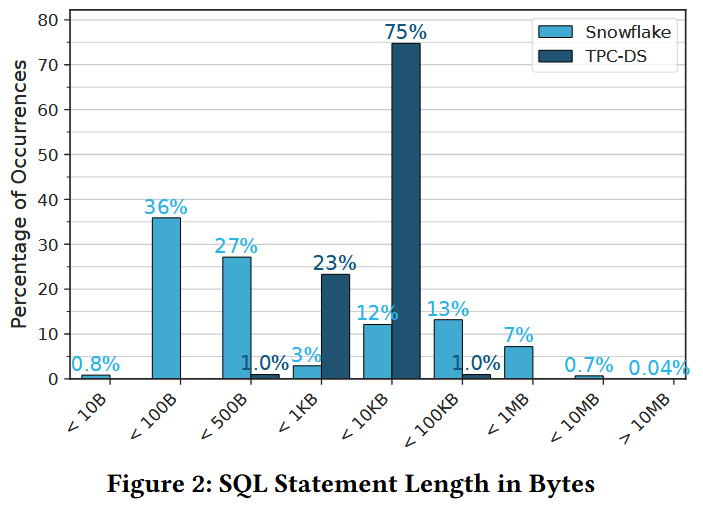 80
70
60
50
40
30
20
10
0
Percentage of Occurrences
Snowflake
TPC-DS
0.8%
36%
27%
1.0%
3%
23%
12%
75%
13%
1.0%
7%
0.7%
0.04%
< 10B
< 100B
< 500B
< 1KB
< 10KB
< 100KB
< 1MB
< 10MB
> 10MB
Figure 2: SQL Statement Length in Bytes